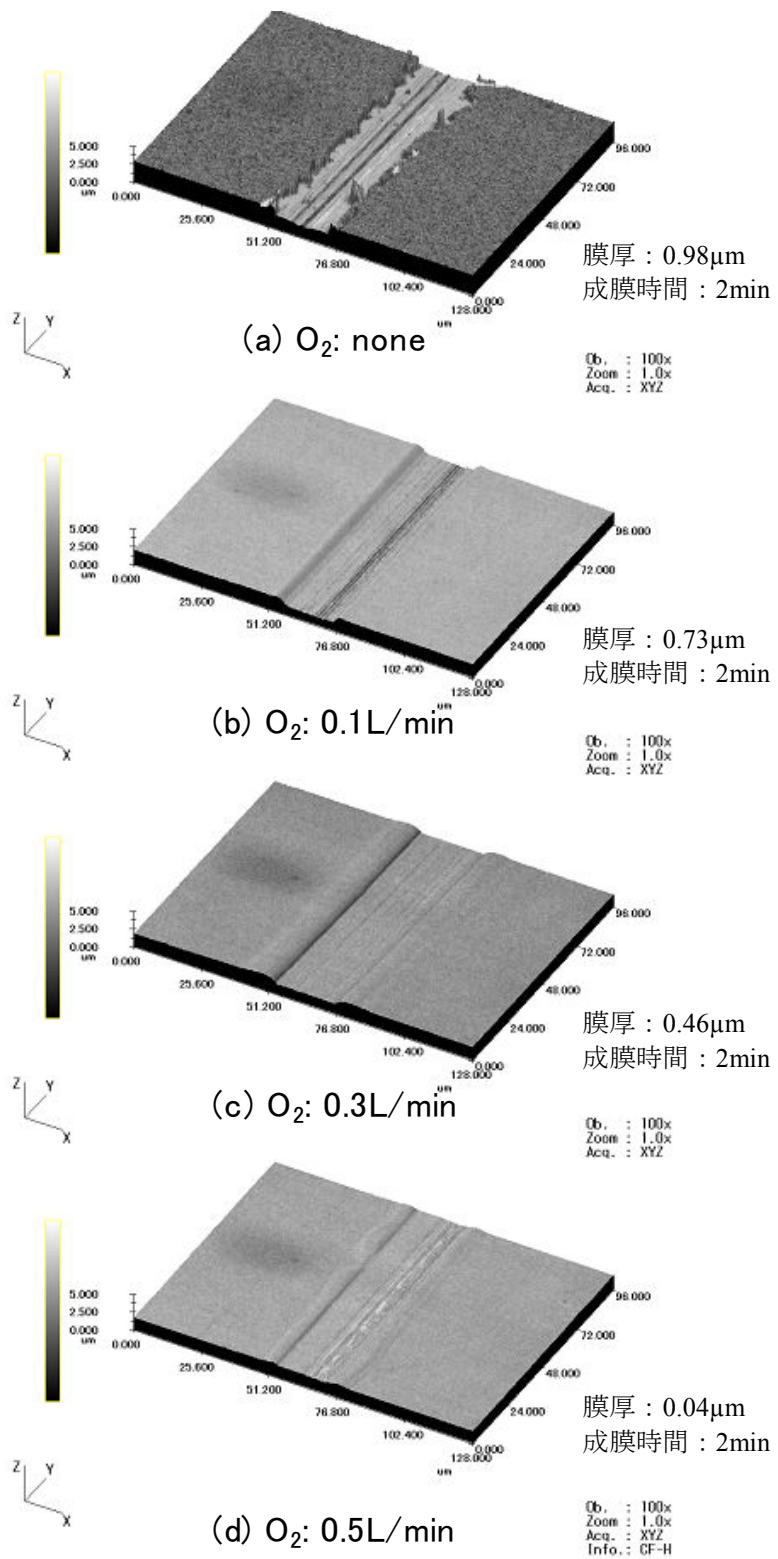 5.000
2.500
0.000
um
0.000
25.600
51.200
76.800
102.400
128.000
um
0.000
24.000
48.000
72.000
96.000
膜厚：0.98µm
成膜時間：2min
Z
Y
X
(a) O₂: none
Ob. : 100x
Zoom : 1.0x
Acq. : XYZ
5.000
2.500
0.000
um
0.000
25.600
51.200
76.800
102.400
128.000
um
0.000
24.000
48.000
72.000
96.000
膜厚：0.73µm
成膜時間：2min
Z
Y
X
(b) O₂: 0.1L/min
Ob. : 100x
Zoom : 1.0x
Acq. : XYZ
5.000
2.500
0.000
um
0.000
25.600
51.200
76.800
102.400
128.000
um
0.000
24.000
48.000
72.000
96.000
膜厚：0.46µm
成膜時間：2min
Z
Y
X
(c) O₂: 0.3L/min
Ob. : 100x
Zoom : 1.0x
Acq. : XYZ
5.000
2.500
0.000
um
0.000
25.600
51.200
76.800
102.400
128.000
um
0.000
24.000
48.000
72.000
96.000
膜厚：0.04µm
成膜時間：2min
Z
Y
X
(d) O₂: 0.5L/min
Ob. : 100x
Zoom : 1.0x
Acq. : XYZ
Info.: CF-H